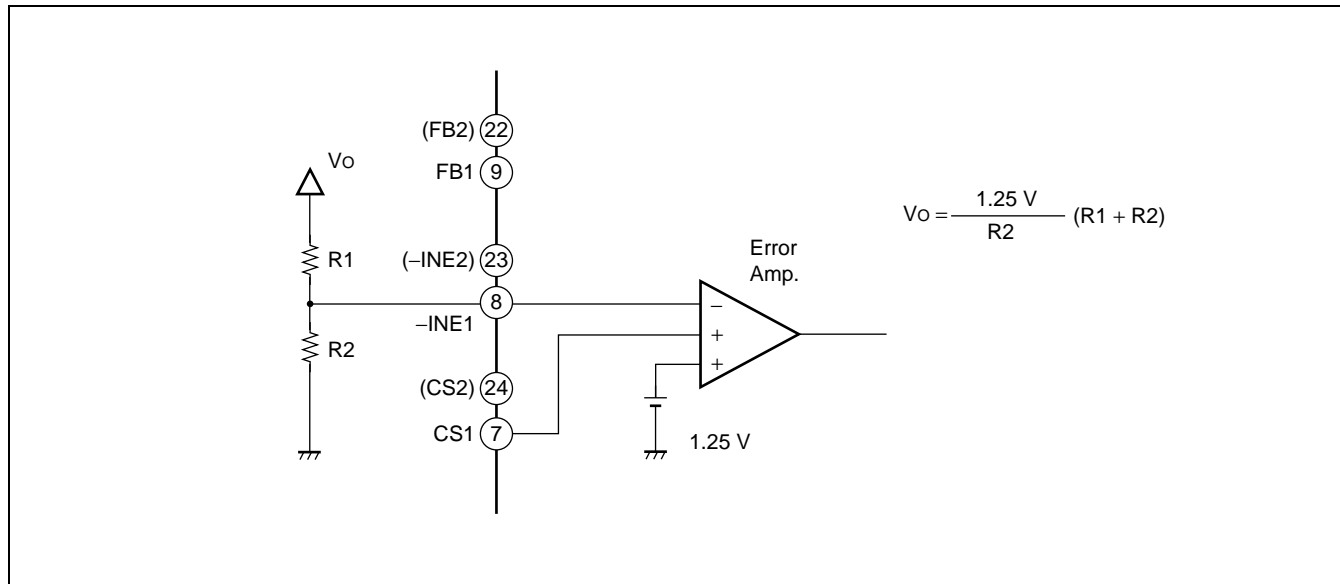 (FB2) 22
FB1 9
VO
R1
R2
(−INE2) 23
8
−INE1
(CS2) 24
CS1 7
Error
Amp.
−
+
+
1.25 V
VO = 1.25 V / R2 (R1 + R2)